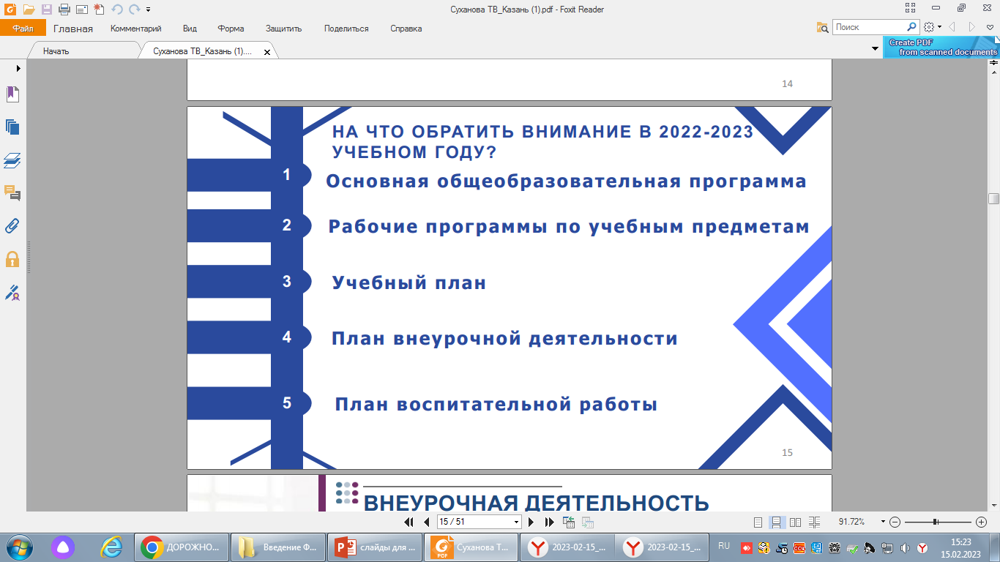 Суханова ТВ_Казань (1).pdf - Foxit Reader
Файл Главная Комментарий Вид Форма Защитить Поделиться Справка Поиск
Начать Суханова ТВ_Казань (1)....
Create PDF
from scanned documents
14
НА ЧТО ОБРАТИТЬ ВНИМАНИЕ В 2022-2023
УЧЕБНОМ ГОДУ?
1 Основная общеобразовательная программа
2 Рабочие программы по учебным предметам
3 Учебный план
4 План внеурочной деятельности
5 План воспитательной работы
15
ВНЕУРОЧНАЯ ДЕЯТЕЛЬНОСТЬ
15 / 51 91.72%
ДОРОЖНО... Введение Ф... слайды для ... Суханова Т... 2023-02-15_... 2023-02-15_... RU 15:23
15.02.2023